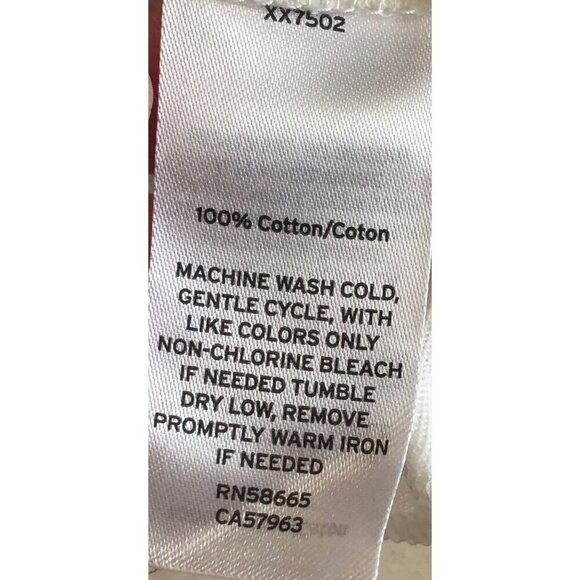 XX7502
100% Cotton/Coton
MACHINE WASH COLD,
GENTLE CYCLE, WITH
LIKE COLORS ONLY
NON-CHLORINE BLEACH
IF NEEDED TUMBLE
DRY LOW, REMOVE
PROMPTLY WARM IRON
IF NEEDED
RN58665
CA57963